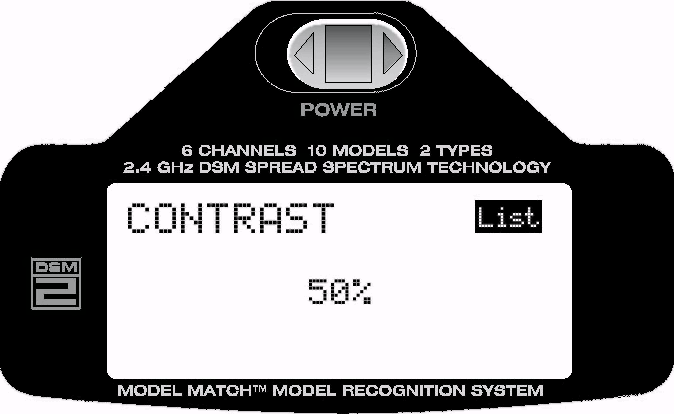 POWER
6 CHANNELS 10 MODELS 2 TYPES
2.4 GHz DSM SPREAD SPECTRUM TECHNOLOGY
CONTRAST List
DSM
2
50%
MODEL MATCH™ MODEL RECOGNITION SYSTEM